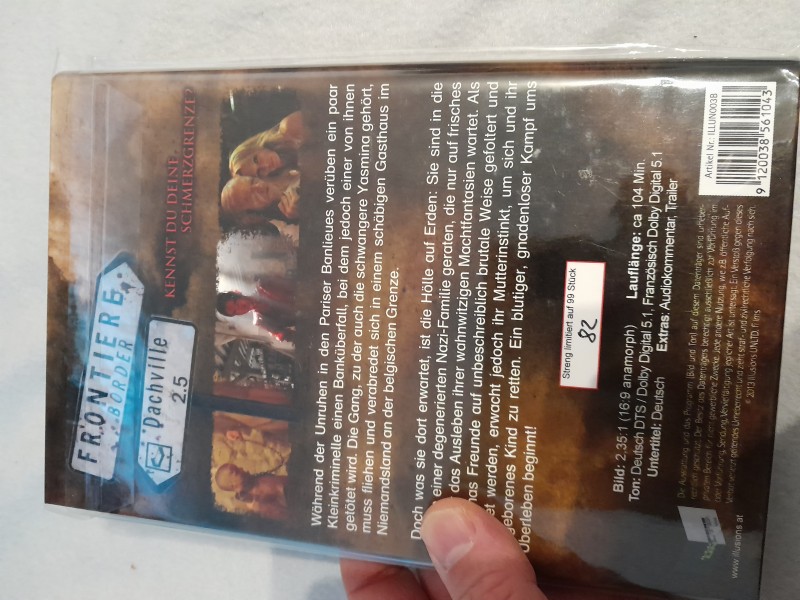 FRONTIERE
BORDER
Dachville
2.5
KENNST DU DEINE
SCHMERZGRENZE?
Während der Unruhen in den Pariser Banlieues verüben ein paar
Kleinkriminelle einen Banküberfall, bei dem jedoch einer von ihnen
getötet wird. Die Gang, zu der auch die schwangere Yasmina gehört,
muss fliehen und verabredet sich in einem schäbigen Gasthaus im
Niemandsland an der belgischen Grenze.
Doch was sie dort erwartet, ist die Hölle auf Erden: Sie sind in die
einer degenerierten Nazi-Familie geraten, die nur auf frisches
das Ausleben ihrer wahnwitzigen Machtfantasien wartet. Als
as Freunde auf unbeschreiblich brutale Weise gefoltert und
et werden, erwacht jedoch ihr Mutterinstinkt, um sich und ihr
geborenes Kind zu retten. Ein blutiger, gnadenloser Kampf ums
Überleben beginnt!
Streng limitiert auf 99 Stück
82
Bild: 2.35:1 (16:9 anamorph) Lauflänge: ca 104 Min.
Ton: Deutsch DTS / Dolby Digital 5.1, Französisch Dolby Digital 5.1
Untertitel: Deutsch Extras: Audiokommentar, Trailer
© 2013 Illusions UNLTD. films
www.illusions.at
Artikel Nr.: ILLUN0038
9 120038 561043